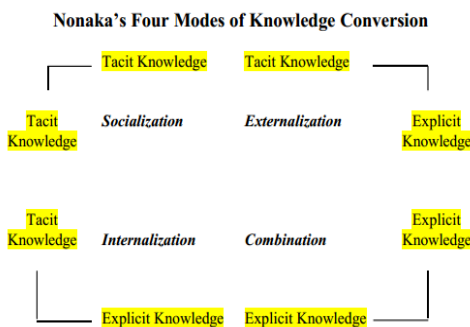 Nonaka's Four Modes of Knowledge Conversion
Tacit Knowledge Tacit Knowledge
Tacit Socialization Externalization Explicit
Knowledge Knowledge
Tacit Explicit
Knowledge Internalization Combination Knowledge
Explicit Knowledge Explicit Knowledge